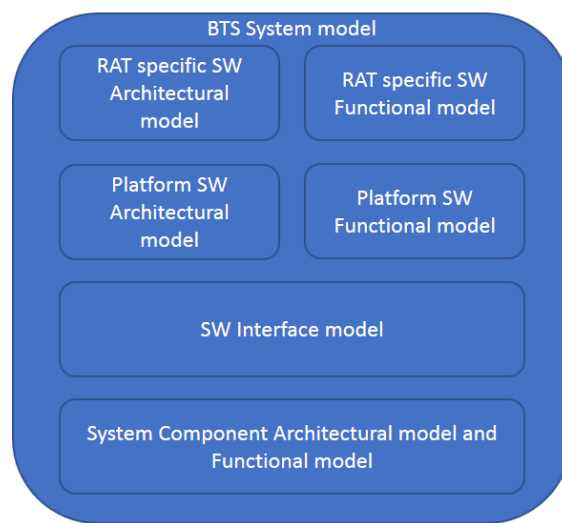 BTS System model
RAT specific SW
Architectural
model
RAT specific SW
Functional model
Platform SW
Architectural
model
Platform SW
Functional model
SW Interface model
System Component Architectural model and
Functional model